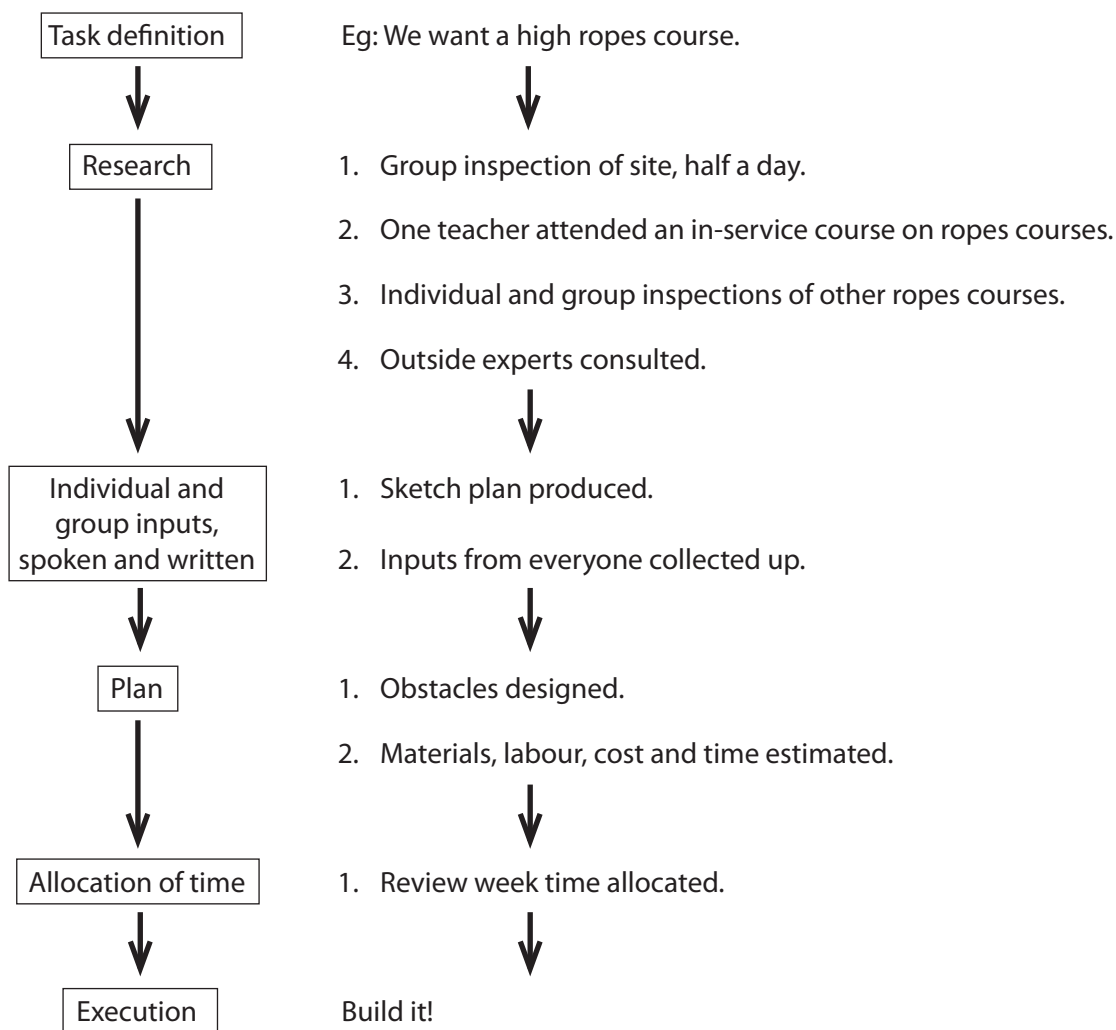 Task definition
Eg: We want a high ropes course.
Research
1. Group inspection of site, half a day.
2. One teacher attended an in-service course on ropes courses.
3. Individual and group inspections of other ropes courses.
4. Outside experts consulted.
Individual and
group inputs,
spoken and written
1. Sketch plan produced.
2. Inputs from everyone collected up.
Plan
1. Obstacles designed.
2. Materials, labour, cost and time estimated.
Allocation of time
1. Review week time allocated.
Execution
Build it!